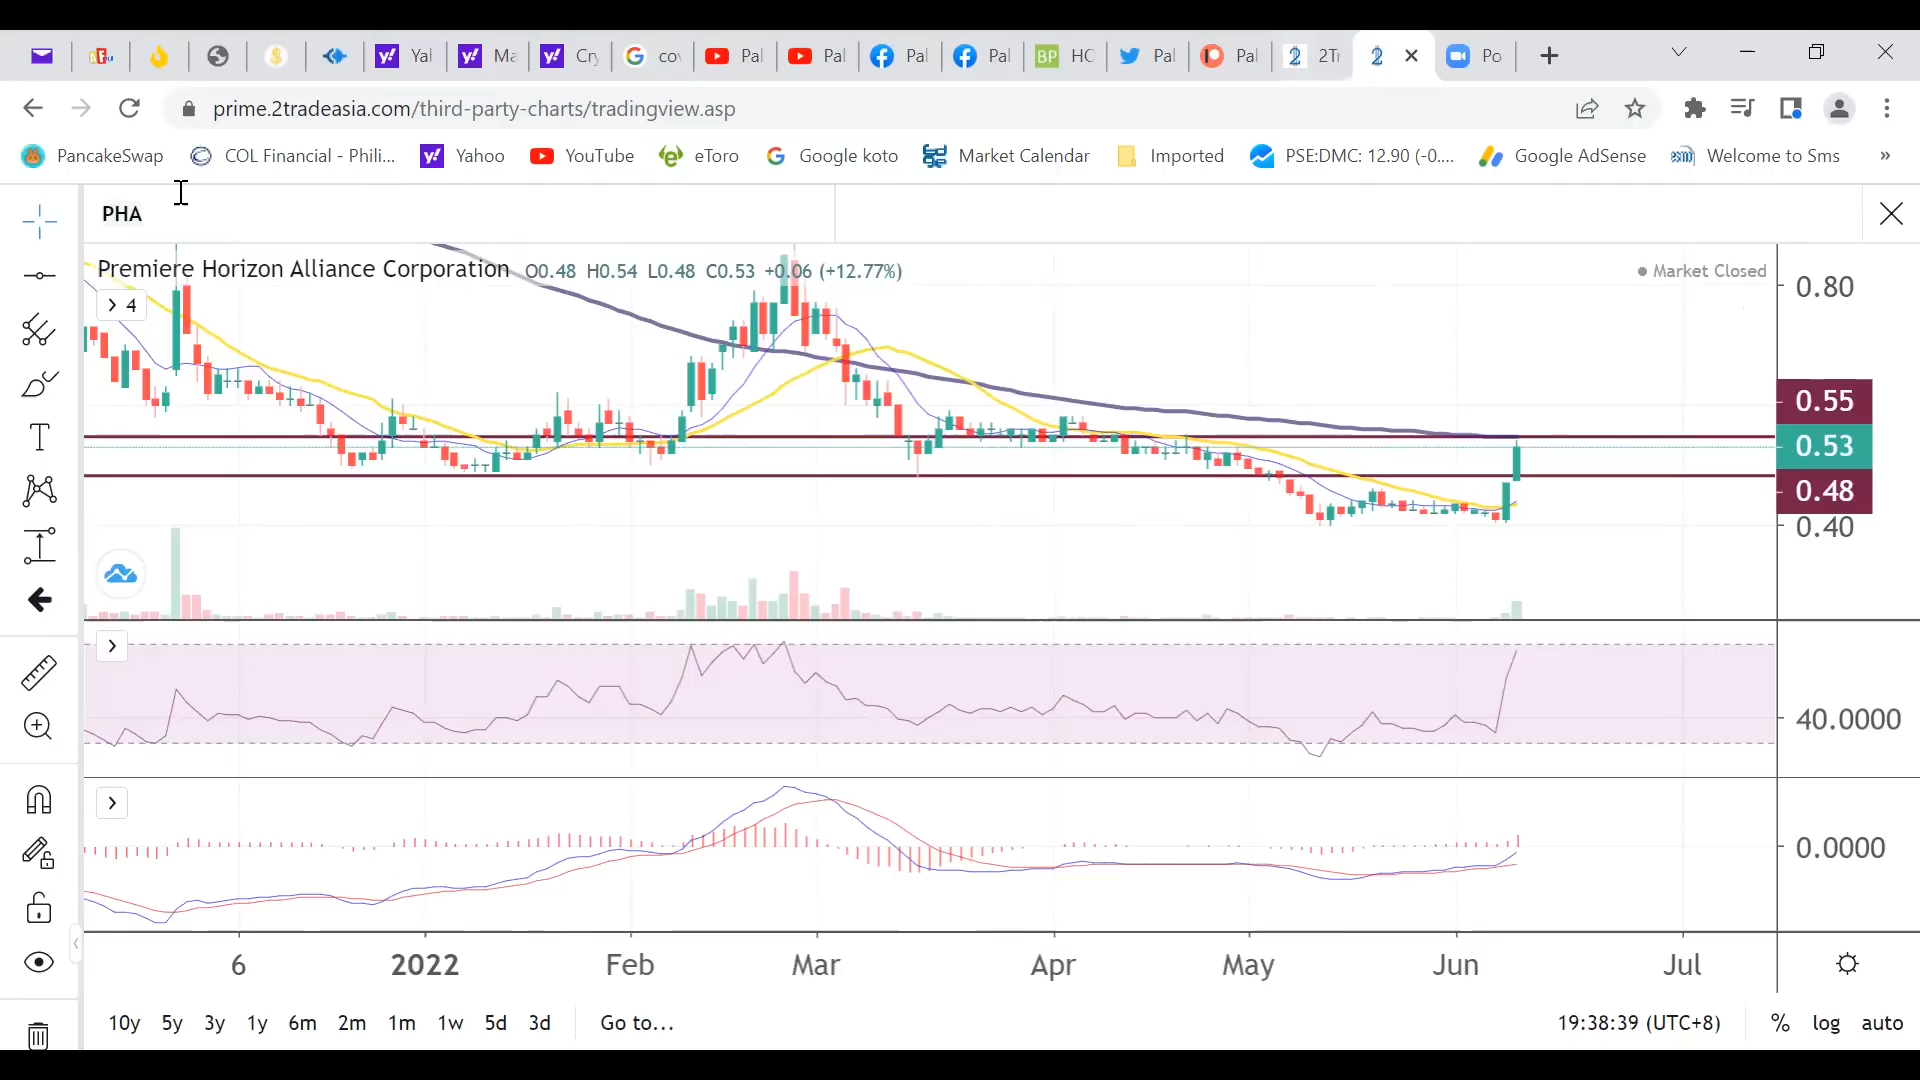 Yal Ma Cry cov Pal Pal Pal Pal BP HC Pal Pal 2Tr Po
prime.2tradeasia.com/third-party-charts/tradingview.asp
PancakeSwap COL Financial - Phili... Yahoo YouTube eToro Google koto Market Calendar Imported PSE:DMC: 12.90 (-0.... Google AdSense Welcome to Sms »
PHA
Premiere Horizon Alliance Corporation O0.48 H0.54 L0.48 C0.53 +0.06 (+12.77%) Market Closed
4
0.80
0.55
0.53
0.48
0.40
40.0000
0.0000
6 2022 Feb Mar Apr May Jun Jul
10y 5y 3y 1y 6m 2m 1m 1w 5d 3d Go to... 19:38:39 (UTC+8) % log auto